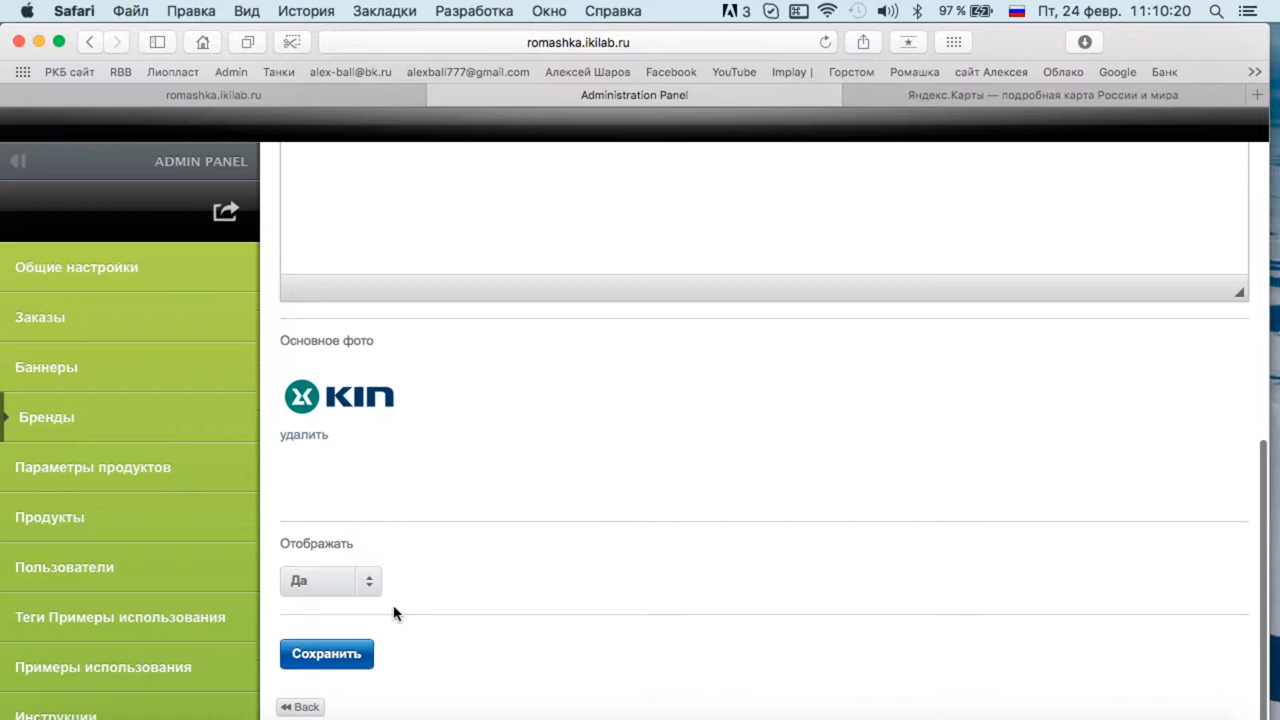 Safari Файл Правка Вид История Закладки Разработка Окно Справка 3 97 % Пт, 24 февр. 11:10:20
romashka.ikilab.ru
РКБ сайт RBB Лиопласт Admin Танки alex-ball@bk.ru alexball777@gmail.com Алексей Шаров Facebook YouTube Implay | Горстом Ромашка сайт Алексея Облако Google Банк >>
romashka.ikilab.ru Administration Panel Яндекс.Карты — подробная карта России и мира
ADMIN PANEL
Общие настройки
Заказы
Баннеры
Бренды
Параметры продуктов
Продукты
Пользователи
Теги Примеры использования
Примеры использования
Инструкции
Основное фото
KIN
удалить
Отображать
Да
Сохранить
Back